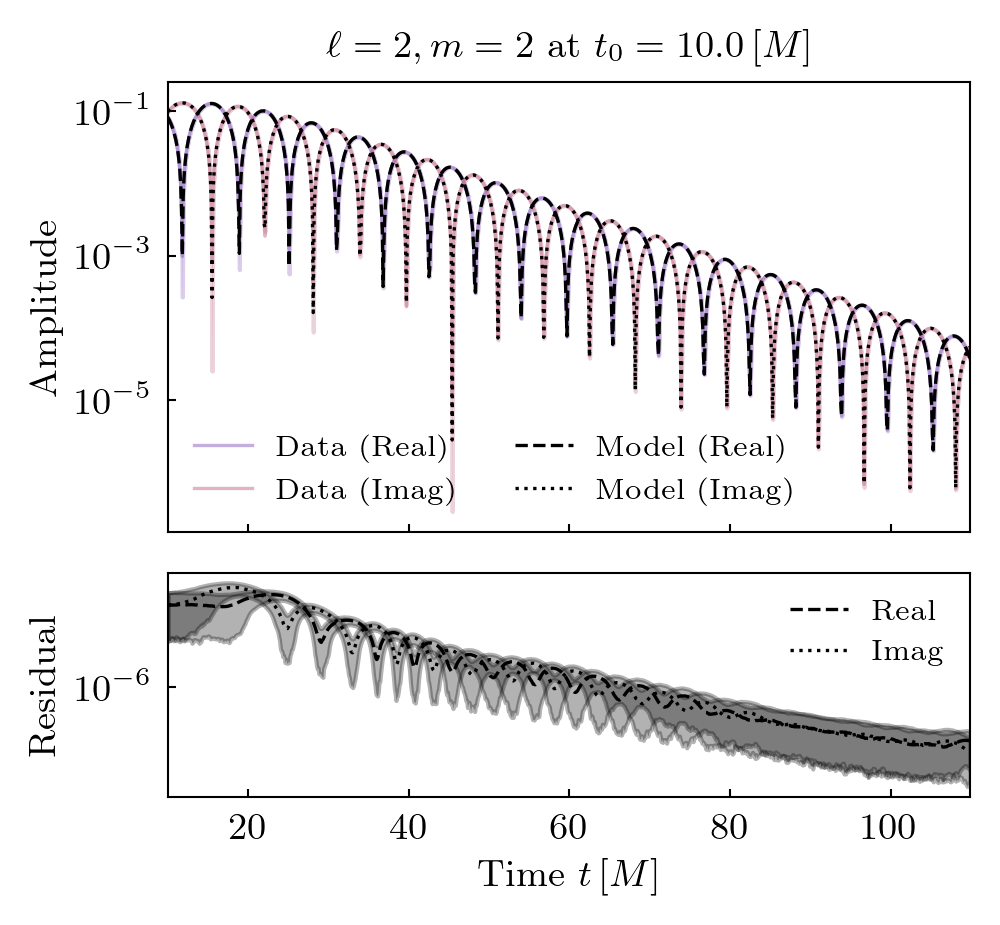 ℓ = 2, m = 2 at t₀ = 10.0 [M]
10⁻¹
10⁻³
10⁻⁵
Amplitude
Data (Real)
Data (Imag)
Model (Real)
Model (Imag)
Residual
10⁻⁶
Real
Imag
20 40 60 80 100
Time t [M]